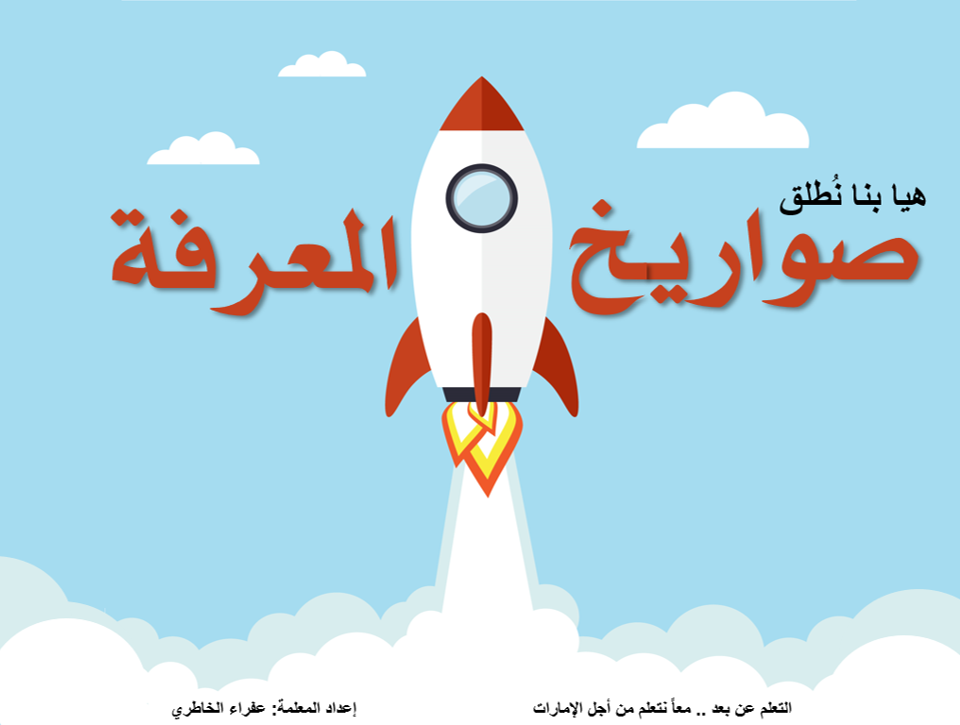 هيا بنا نُطلق
صواريخ المعرفة
التعلم عن بعد .. معاً نتعلم من أجل الإمارات
إعداد المعلمة: عفراء الخاطري